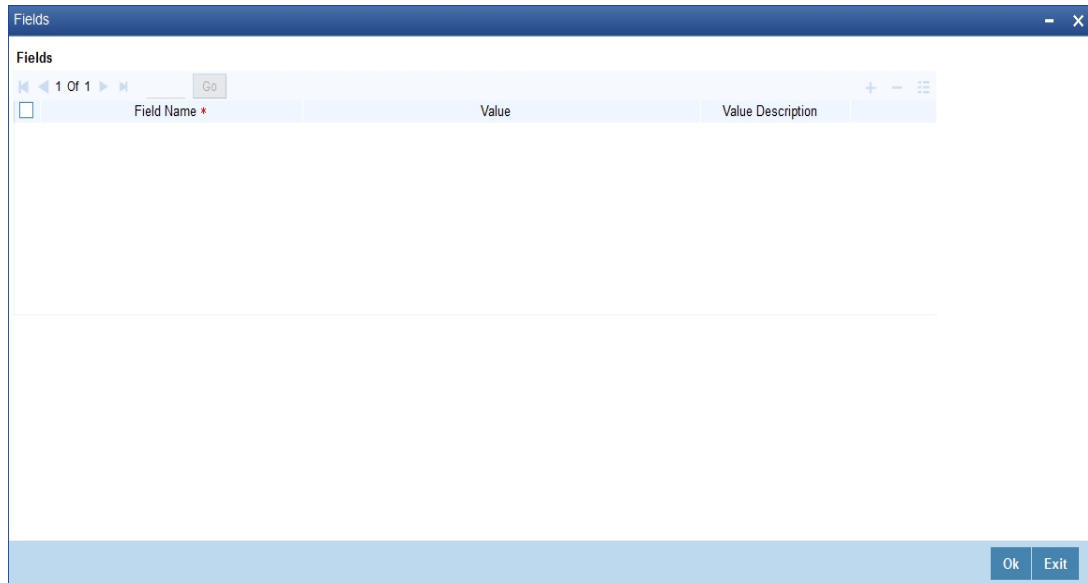 Fields
Fields
1 Of 1 Go
Field Name * Value Value Description
Ok Exit